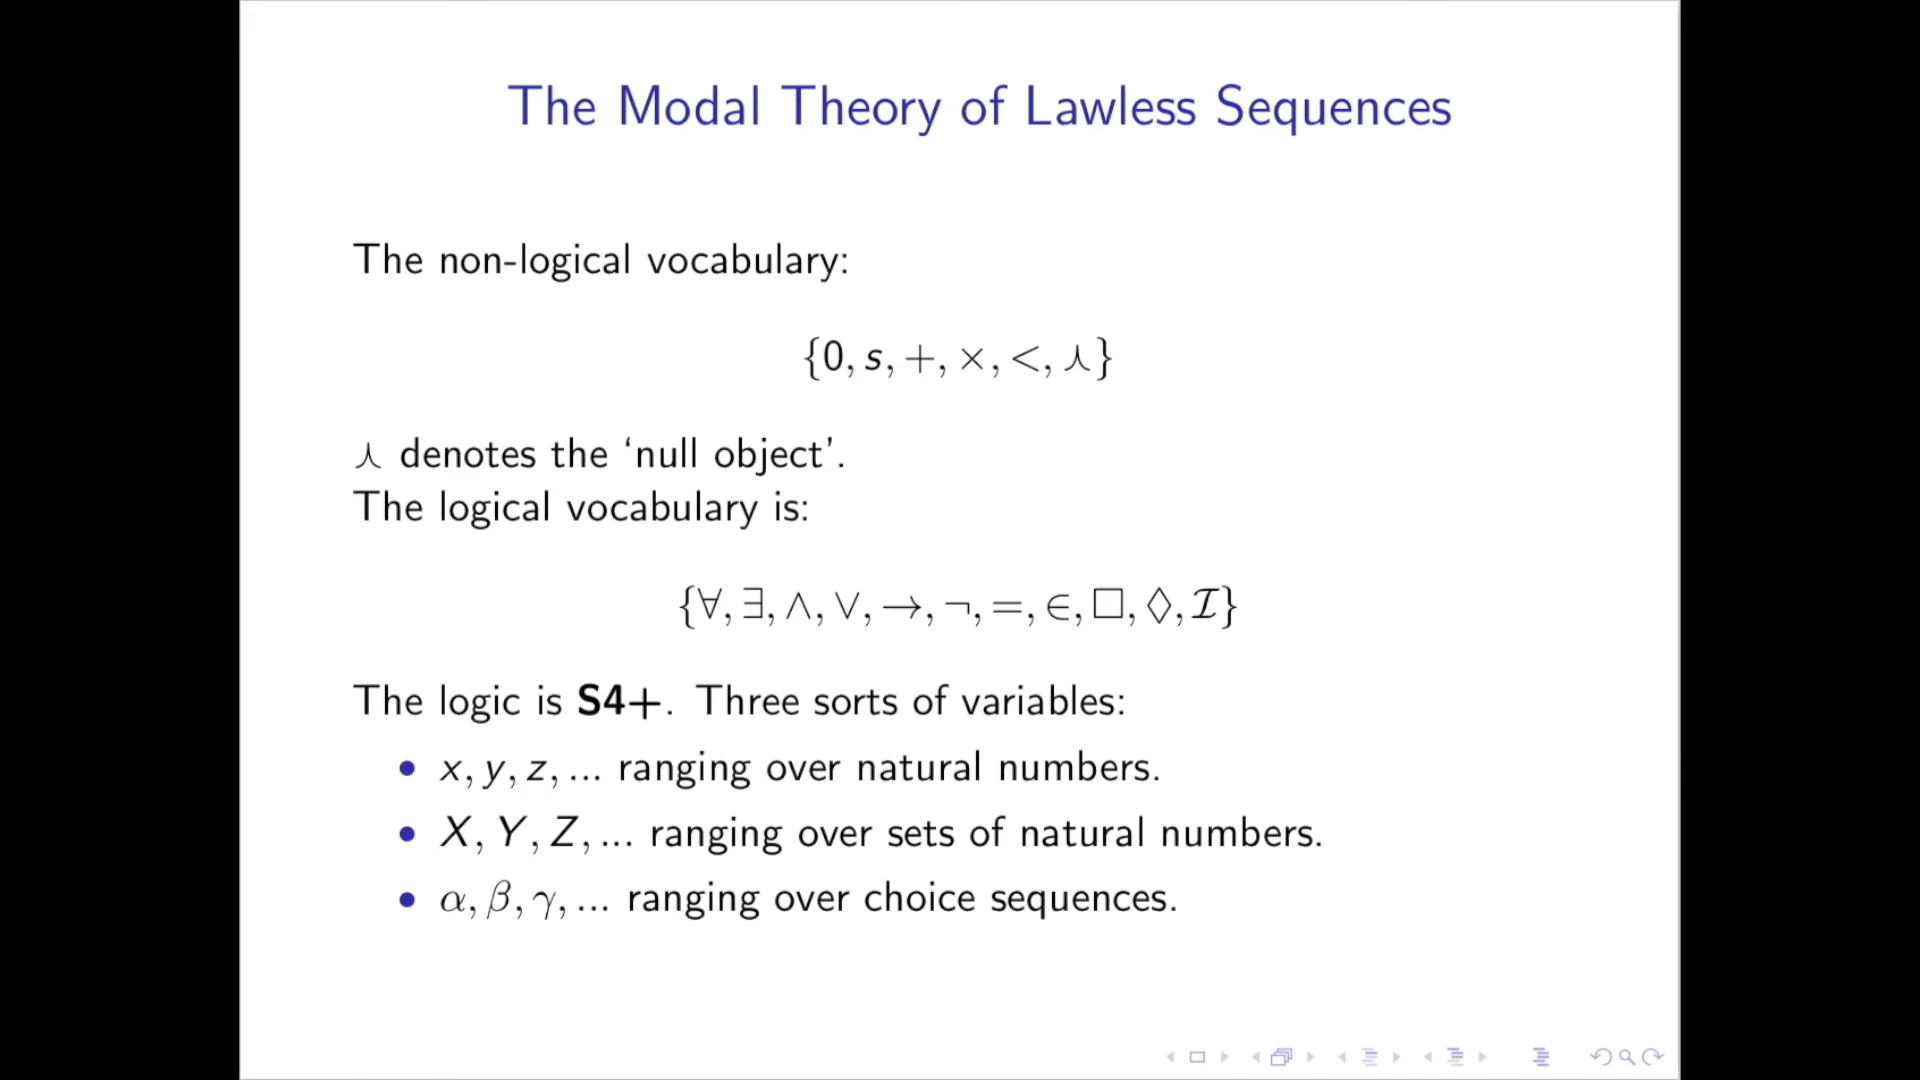 The Modal Theory of Lawless Sequences
The non-logical vocabulary:
{0, s, +, ×, <, ⅄}
⅄ denotes the ‘null object’.
The logical vocabulary is:
{∀, ∃, ∧, ∨, →, ¬, =, ∈, □, ◊, ℐ}
The logic is S4+. Three sorts of variables:
• x, y, z, ... ranging over natural numbers.
• X, Y, Z, ... ranging over sets of natural numbers.
• α, β, γ, ... ranging over choice sequences.